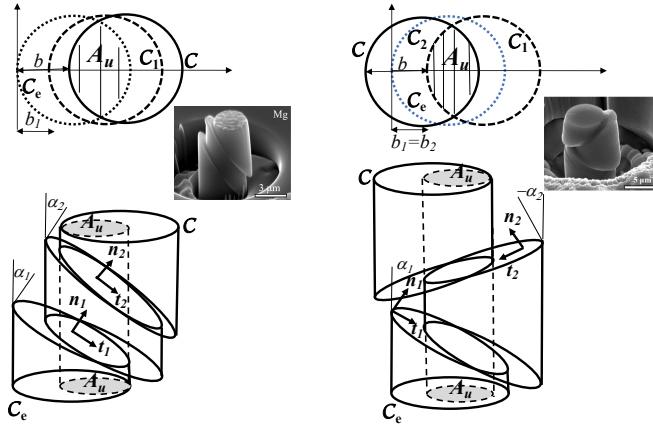 b
A_u
C_1
C
C_e
b_1
Mg
3 μm
α_2
A_u
C
n_2
t_2
α_1
n_1
t_1
A_u
C_e
C_2
C_1
C
b
A_u
C_e
b_1=b_2
5 μm
A_u
C
−α_2
n_2
t_2
α_1
n_1
t_1
A_u
C_e